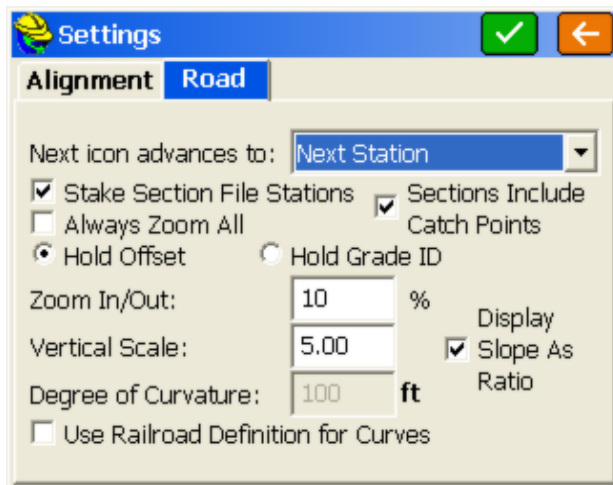 Settings
Alignment Road
Next icon advances to: Next Station
Stake Section File Stations
Sections Include
Always Zoom All
Catch Points
Hold Offset Hold Grade ID
Zoom In/Out: 10 %
Display
Vertical Scale: 5.00 Slope As
Ratio
Degree of Curvature: 100 ft
Use Railroad Definition for Curves